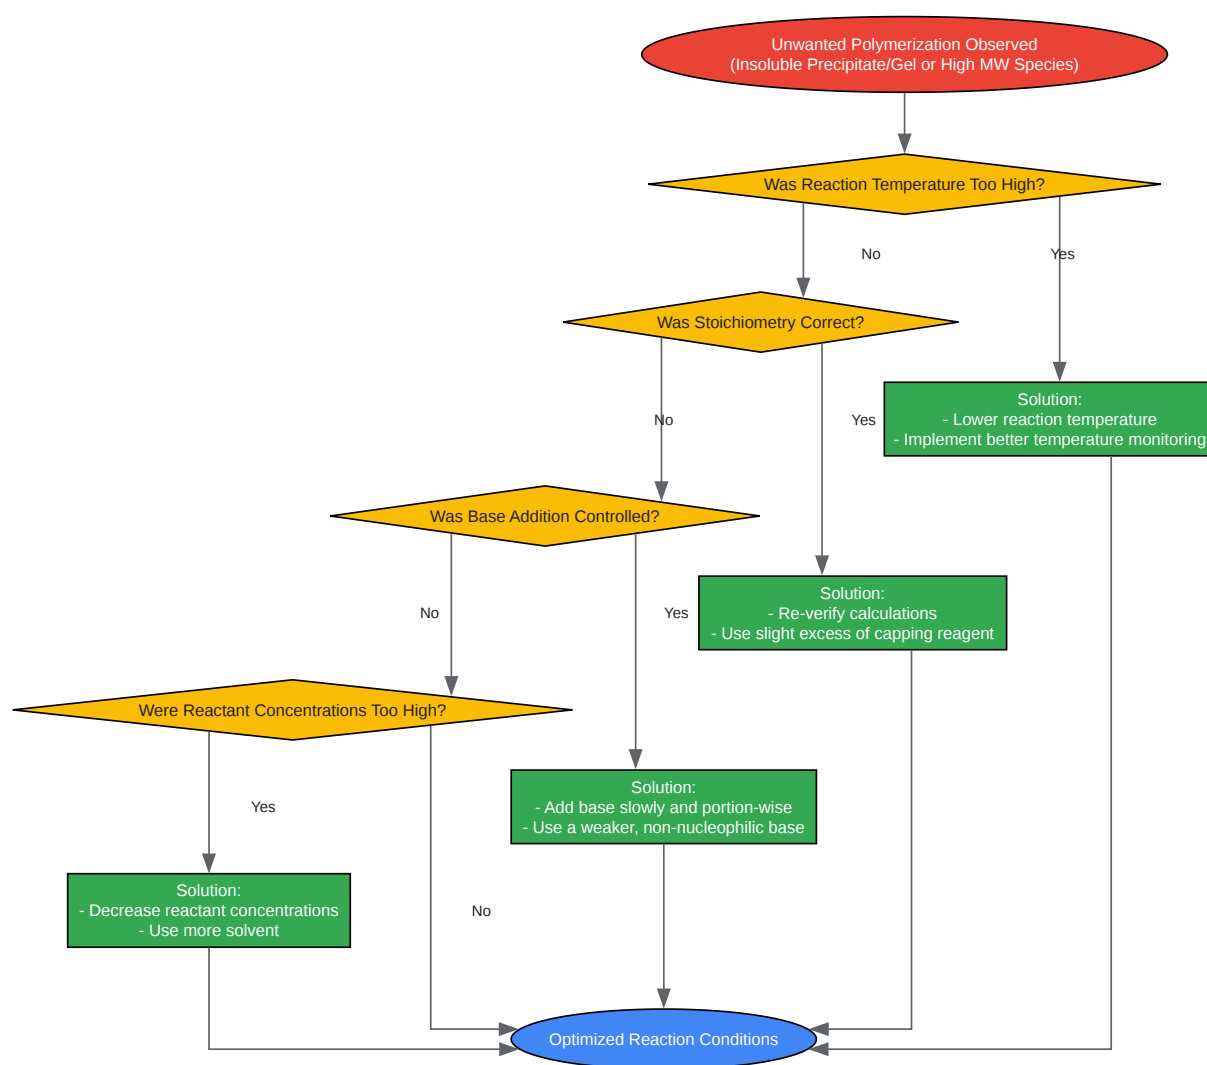 Unwanted Polymerization Observed
(Insoluble Precipitate/Gel or High MW Species)
Was Reaction Temperature Too High?
No
Yes
Was Stoichiometry Correct?
Solution:
- Lower reaction temperature
- Implement better temperature monitoring
No
Yes
Was Base Addition Controlled?
Solution:
- Re-verify calculations
- Use slight excess of capping reagent
No
Yes
Were Reactant Concentrations Too High?
Solution:
- Add base slowly and portion-wise
- Use a weaker, non-nucleophilic base
Yes
No
Solution:
- Decrease reactant concentrations
- Use more solvent
Optimized Reaction Conditions